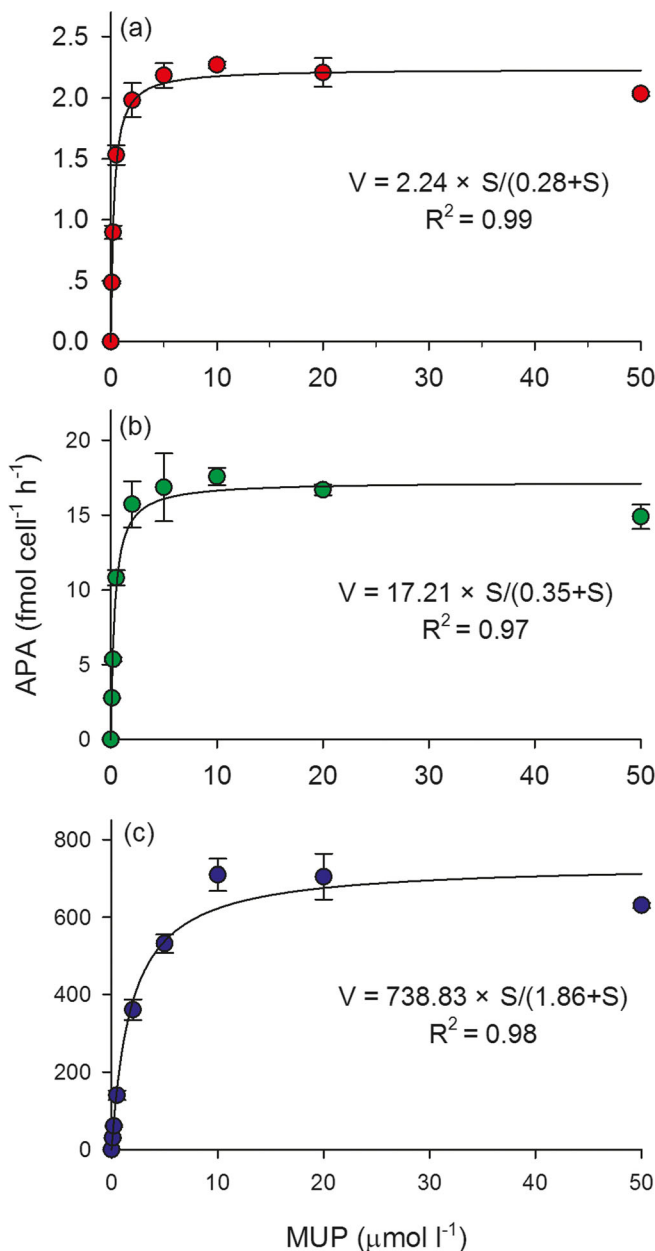 (a)
2.5
2.0
1.5
1.0
.5
0.0
V = 2.24 × S/(0.28+S)
R² = 0.99
0 10 20 30 40 50
(b)
20
15
10
5
0
V = 17.21 × S/(0.35+S)
R² = 0.97
0 10 20 30 40 50
APA (fmol cell⁻¹ h⁻¹)
(c)
800
600
400
200
0
V = 738.83 × S/(1.86+S)
R² = 0.98
0 10 20 30 40 50
MUP (μmol l⁻¹)